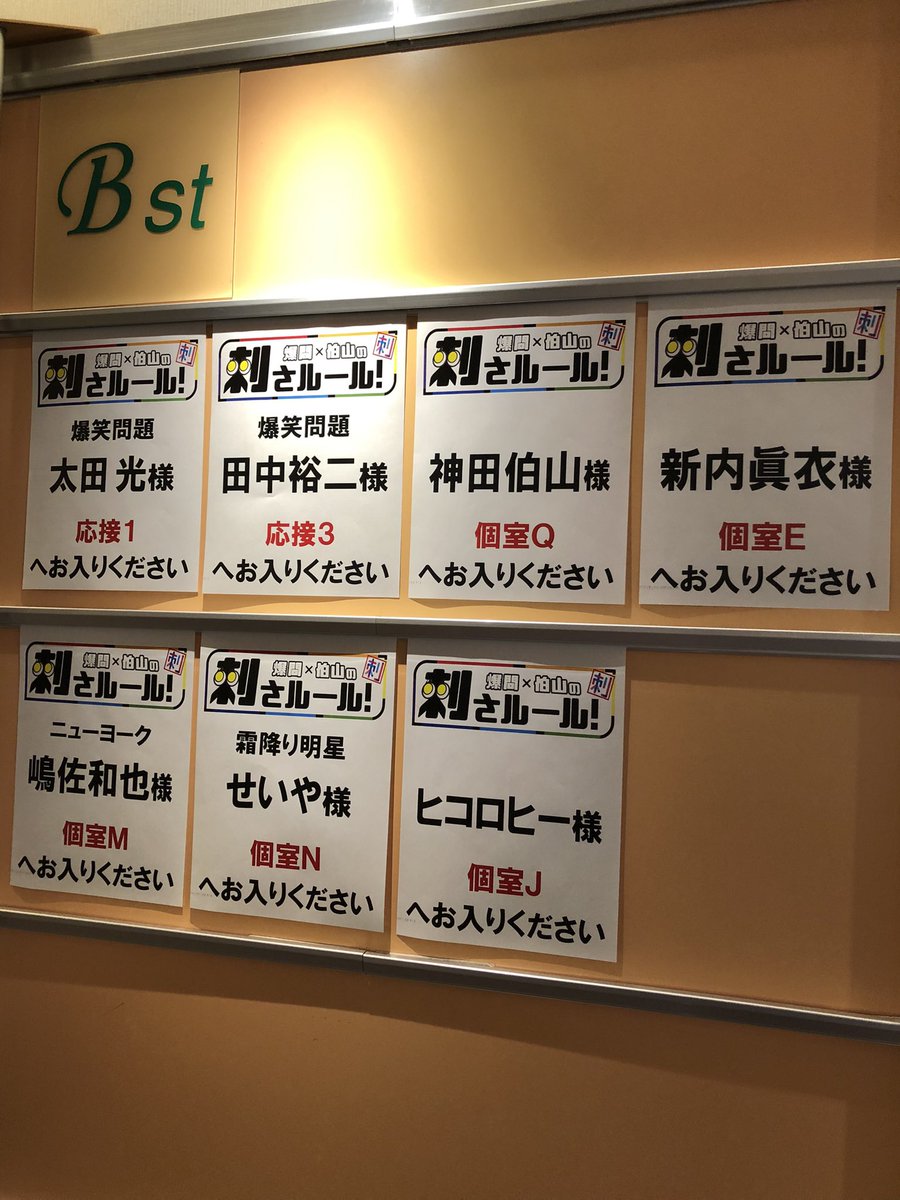 B st
爆問×伯山の
刺さルール!
刺
爆笑問題
太田 光様
応接1
へお入りください
爆問×伯山の
刺さルール!
刺
爆笑問題
田中裕二様
応接3
へお入りください
爆問×伯山の
刺さルール!
刺
神田伯山様
個室Q
へお入りください
爆問×伯山の
刺さルール!
刺
新内眞衣様
個室E
へお入りください
爆問×伯山の
刺さルール!
刺
ニューヨーク
嶋佐和也様
個室M
へお入りください
爆問×伯山の
刺さルール!
刺
霜降り明星
せいや様
個室N
へお入りください
爆問×伯山の
刺さルール!
刺
ヒコロヒー様
個室J
へお入りください